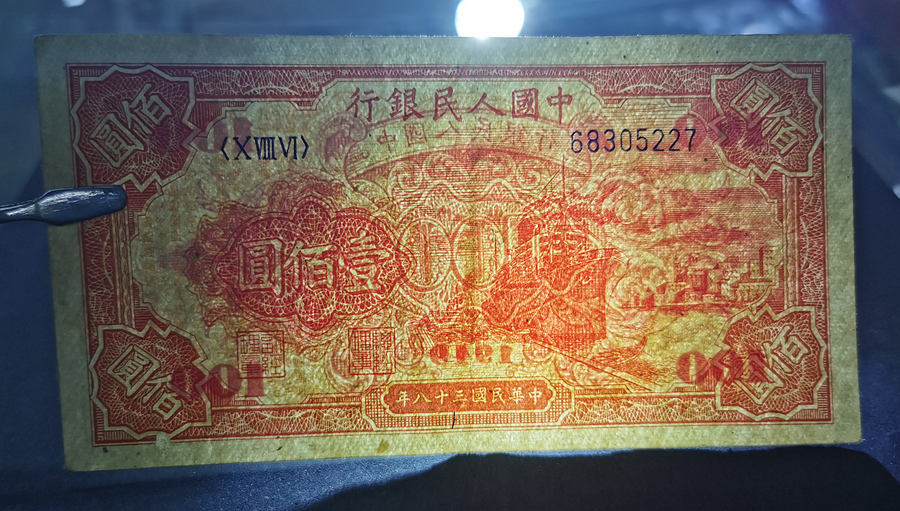 中國人民銀行
佰圓
佰圓
〈X VIII VI〉
68305227
壹佰圓
佰圓
佰圓
中華民國三十八年